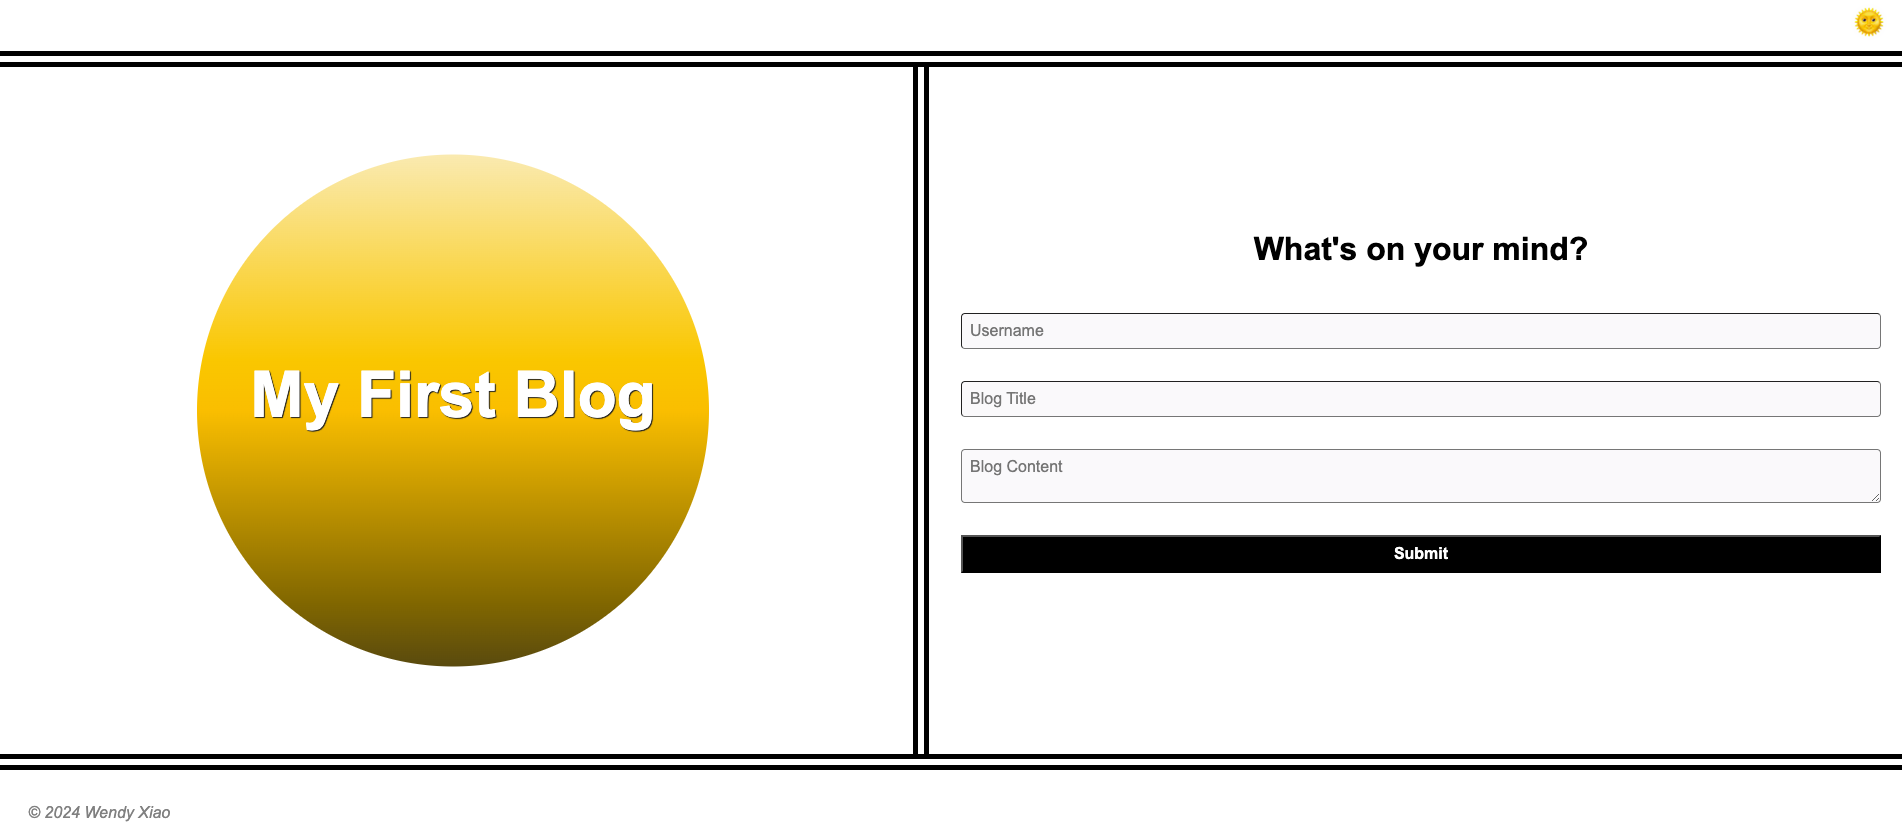 My First Blog
What's on your mind?
Username
Blog Title
Blog Content
Submit
© 2024 Wendy Xiao